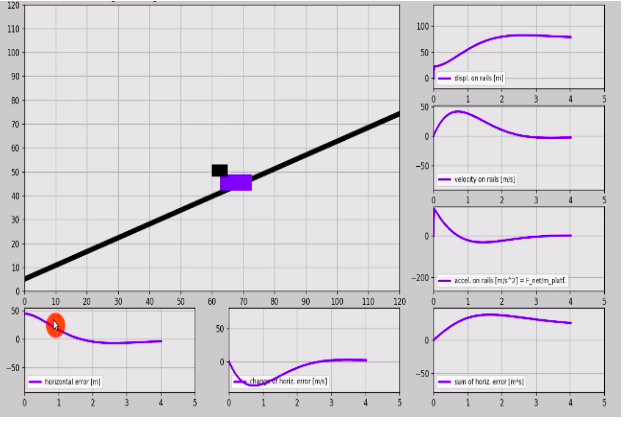 120
110
100
90
80
70
60
50
40
30
20
10
0
0 10 20 30 40 50 60 70 80 90 100 110 120
100
50
0
displ. on rails [m]
0 1 2 3 4 5
50
0
−50
velocity on rails [m/s]
0 1 2 3 4 5
0
−200
accel. on rails [m/s^2] = F_net/m_platf.
0 1 2 3 4 5
50
0
−50
horizontal error [m]
0 1 2 3 4 5
50
0
change of horiz. error [m/s]
0 1 2 3 4 5
0
−50
sum of horiz. error [m*s]
0 1 2 3 4 5